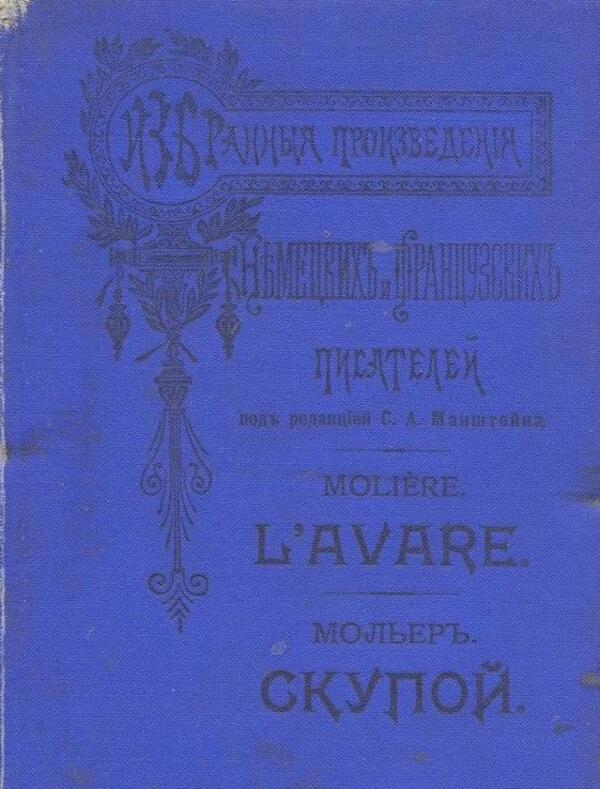 ИЗБРАННЫЯ ПРОИЗВЕДЕНІЯ
НѢМЕЦКИХЪ и ФРАНЦУЗСКИХЪ
ПИСАТЕЛЕЙ
подъ редакціей С. А. Манштейна.
MOLIÈRE.
L'AVARE.
МОЛЬЕРЪ.
СКУПОЙ.